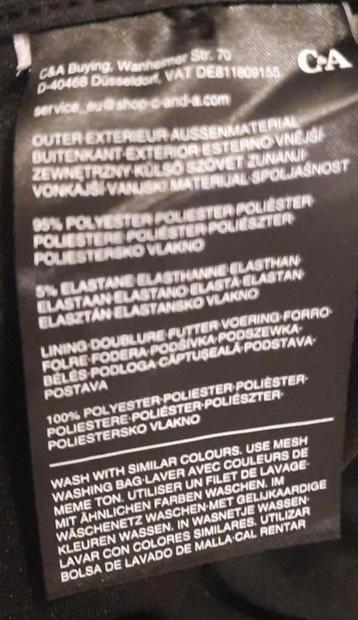 C&A Buying, Wanheimer Str. 70
D-40468 Düsseldorf, VAT DE811809155
C&A
service_eu@shop-c-and-a.com
OUTER·EXTERIEUR·AUSSENMATERIAL·
BUITENKANT·EXTERIOR·ESTERNO·VNĚJŠÍ·
ZEWNĘTRZNY·KÜLSŐ SZÖVET·ZUNANJI·
VONKAJŠÍ·VANJSKI MATERIJAL·SPOLJAŠNOST
95% POLYESTER·POLIESTER·POLIÈSTER·
POLIESTERE·POLIÉSTER·POLIÉSZTER·
POLIESTERSKO VLAKNO
5% ELASTANE·ELASTHANNE·ELASTHAN·
ELASTAAN·ELASTANO·ELASTÀ·ELASTAN·
ELASZTÁN·ELASTANSKO VLAKNO
LINING·DOUBLURE·FUTTER·VOERING·FORRO·
FOLRE·FODERA·PODŠÍVKA·PODSZEWKA·
BÉLÉS·PODLOGA·CĂPTUŞEALĂ·PODSTAVA·
POSTAVA
100% POLYESTER·POLIESTER·POLIÈSTER·
POLIESTERE·POLIÉSTER·POLIÉSZTER·
POLIESTERSKO VLAKNO
WASH WITH SIMILAR COLOURS. USE MESH
WASHING BAG·LAVER AVEC COULEURS DE
MEME TON. UTILISER UN FILET DE LAVAGE·
MIT ÄHNLICHEN FARBEN WASCHEN. IM
WÄSCHENETZ WASCHEN·MET GELIJKAARDIGE
KLEUREN WASSEN. IN WASNETJE WASSEN·
LAVAR CON COLORES SIMILARES. UTILIZAR
BOLSA DE LAVADO DE MALLA·CAL RENTAR